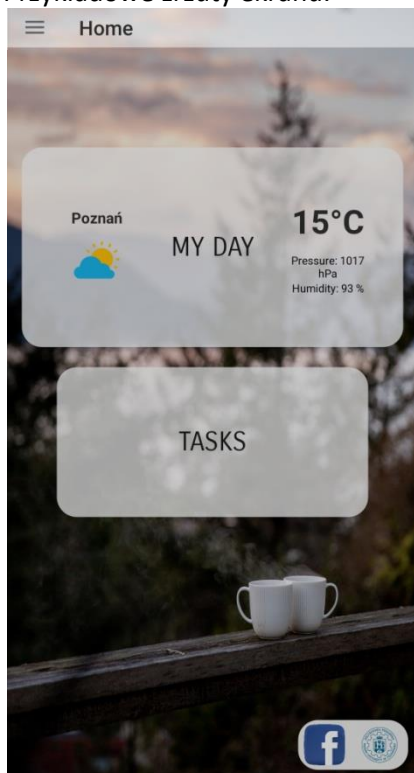 Przykładowe zrzuty ekranu:
Home
Poznań
MY DAY
15°C
Pressure: 1017
hPa
Humidity: 93 %
TASKS
f